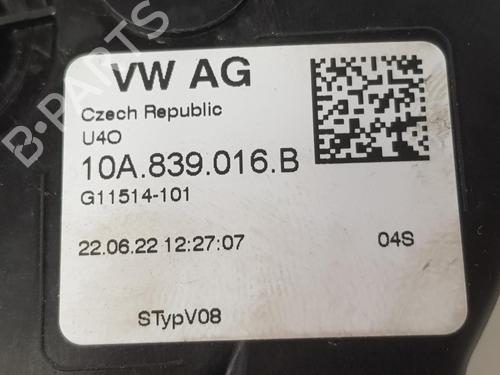 B-PARTS
VW AG
Czech Republic
U4O
10A.839.016.B
G11514-101
22.06.22 12:27:07 04S
STypV08